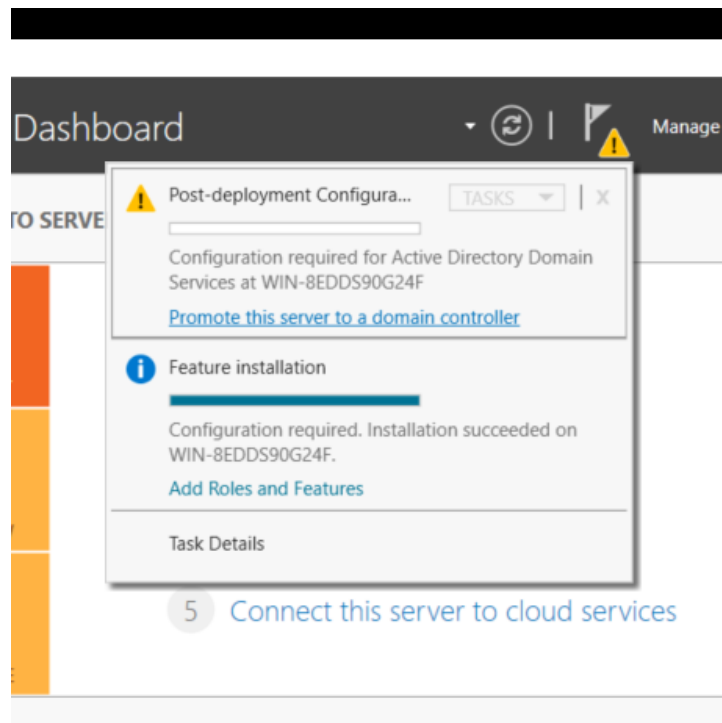 Dashboard
Manage
TO SERVE
Post-deployment Configura...
TASKS
X
Configuration required for Active Directory Domain
Services at WIN-8EDDS90G24F
Promote this server to a domain controller
Feature installation
Configuration required. Installation succeeded on
WIN-8EDDS90G24F.
Add Roles and Features
Task Details
5 Connect this server to cloud services